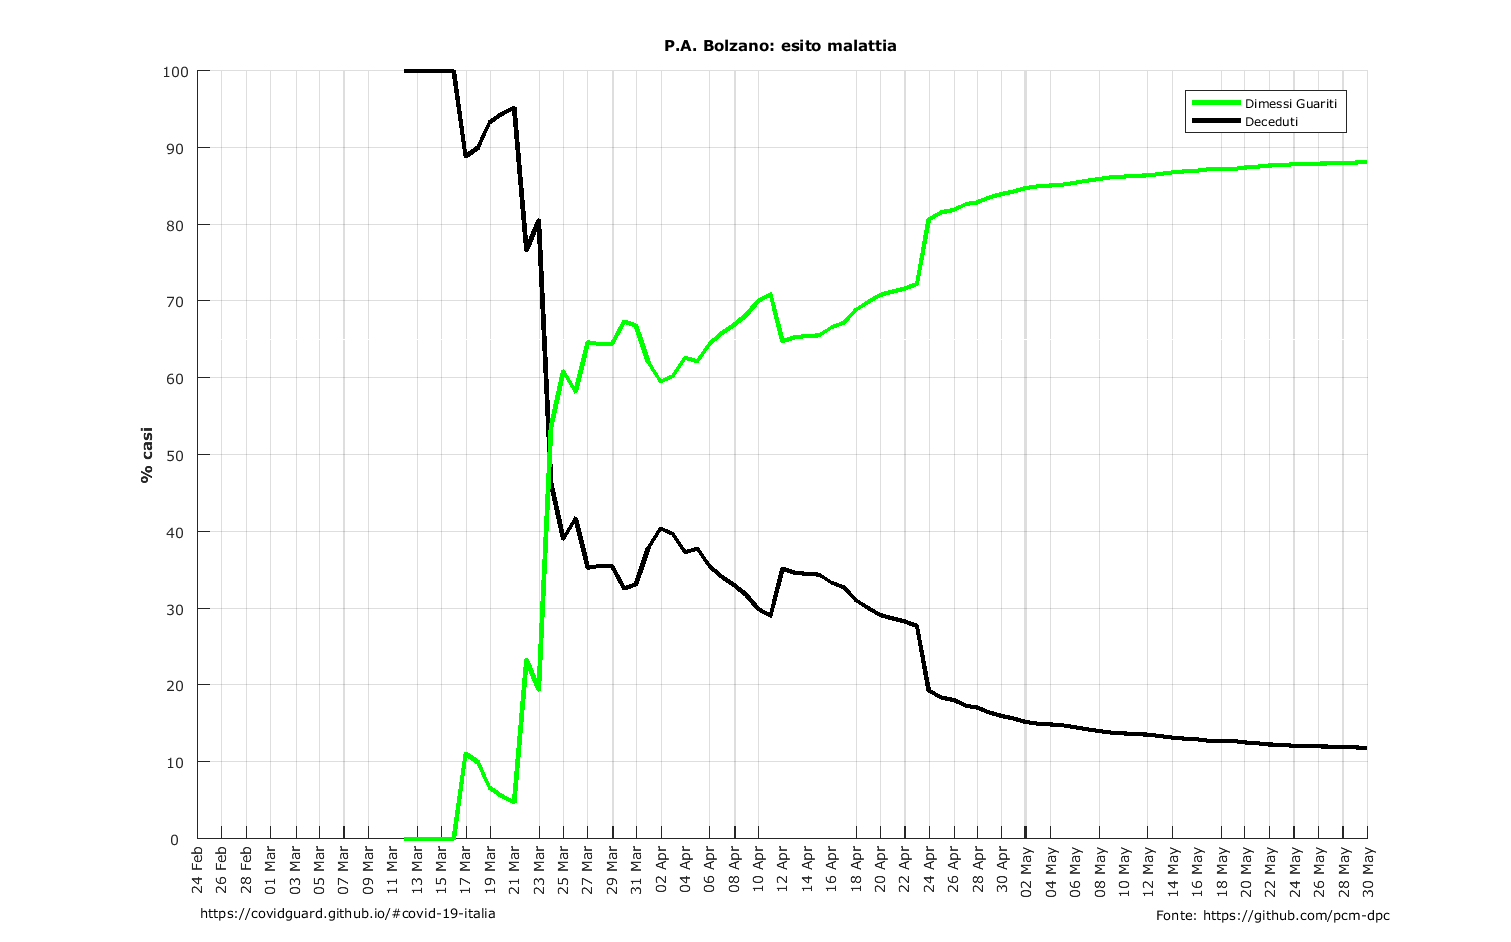 P.A. Bolzano: esito malattia
Dimessi Guariti
Deceduti
% casi
100
90
80
70
60
50
40
30
20
10
0
24 Feb
26 Feb
28 Feb
01 Mar
03 Mar
05 Mar
07 Mar
09 Mar
11 Mar
13 Mar
15 Mar
17 Mar
19 Mar
21 Mar
23 Mar
25 Mar
27 Mar
29 Mar
31 Mar
02 Apr
04 Apr
06 Apr
08 Apr
10 Apr
12 Apr
14 Apr
16 Apr
18 Apr
20 Apr
22 Apr
24 Apr
26 Apr
28 Apr
30 Apr
02 May
04 May
06 May
08 May
10 May
12 May
14 May
16 May
18 May
20 May
22 May
24 May
26 May
28 May
30 May
https://covidguard.github.io/#covid-19-italia
Fonte: https://github.com/pcm-dpc